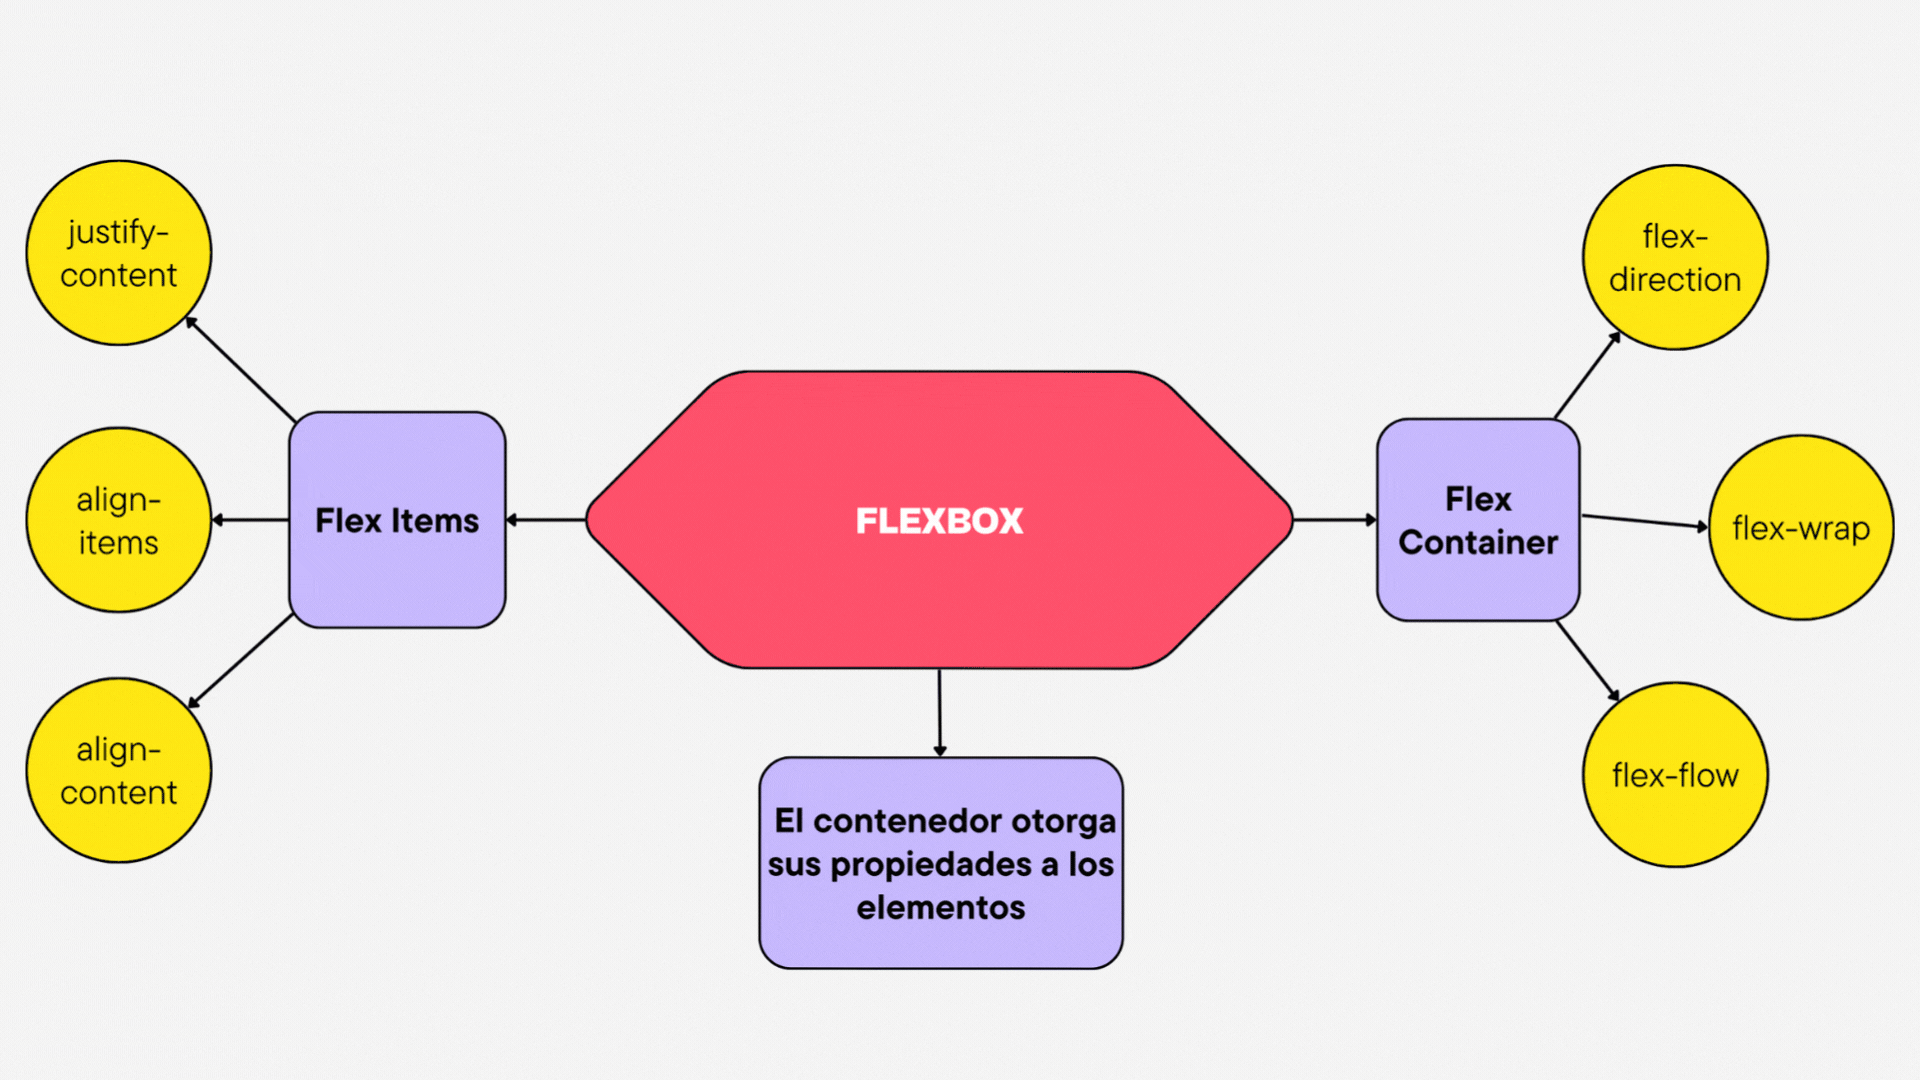 justify-
content
align-
items
align-
content
Flex Items
FLEXBOX
El contenedor otorga
sus propiedades a los
elementos
Flex
Container
flex-
direction
flex-wrap
flex-flow